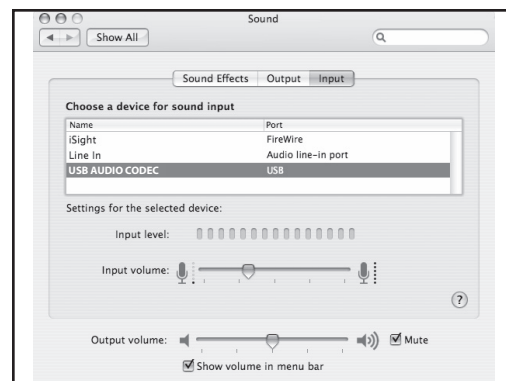 Sound
Show All
Sound Effects Output Input
Choose a device for sound input
Name Port
iSight FireWire
Line In Audio line-in port
USB AUDIO CODEC USB
Settings for the selected device:
Input level:
Input volume:
?
Output volume: Mute
Show volume in menu bar